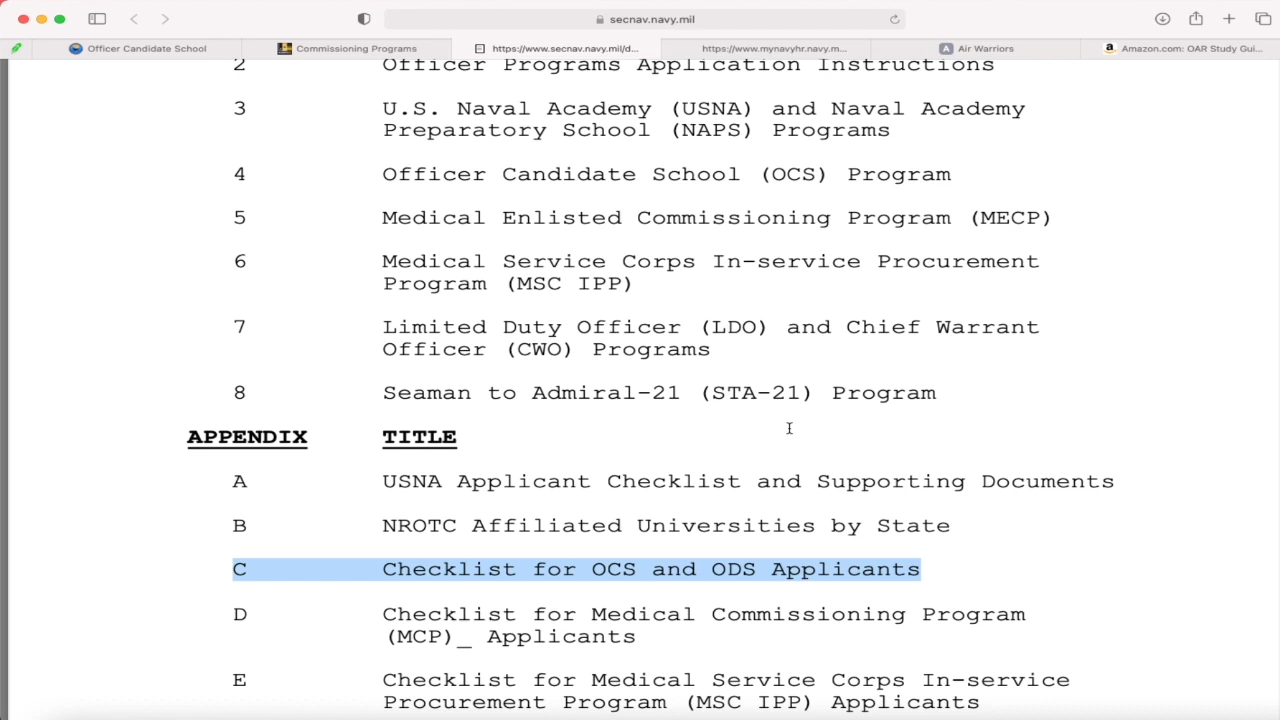 secnav.navy.mil
Officer Candidate School
Commissioning Programs
https://www.secnav.navy.mil/d...
https://www.mynavyhr.navy.m...
A Air Warriors
a Amazon.com: OAR Study Gui...
2 Officer Programs Application Instructions
3 U.S. Naval Academy (USNA) and Naval Academy
Preparatory School (NAPS) Programs
4 Officer Candidate School (OCS) Program
5 Medical Enlisted Commissioning Program (MECP)
6 Medical Service Corps In-service Procurement
Program (MSC IPP)
7 Limited Duty Officer (LDO) and Chief Warrant
Officer (CWO) Programs
8 Seaman to Admiral-21 (STA-21) Program
APPENDIX TITLE
A USNA Applicant Checklist and Supporting Documents
B NROTC Affiliated Universities by State
C Checklist for OCS and ODS Applicants
D Checklist for Medical Commissioning Program
(MCP)_ Applicants
E Checklist for Medical Service Corps In-service
Procurement Program (MSC IPP) Applicants